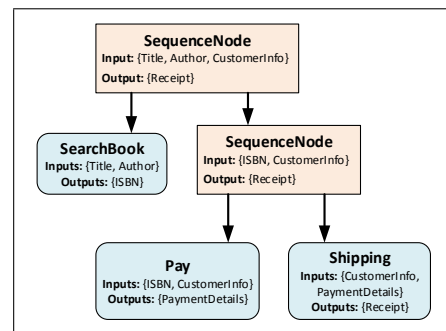 SequenceNode
Input: {Title, Author, CustomerInfo}
Output: {Receipt}
SearchBook
Inputs: {Title, Author}
Outputs: {ISBN}
SequenceNode
Input: {ISBN, CustomerInfo}
Output: {Receipt}
Pay
Inputs: {ISBN, CustomerInfo}
Outputs: {PaymentDetails}
Shipping
Inputs: {CustomerInfo,
PaymentDetails}
Outputs: {Receipt}